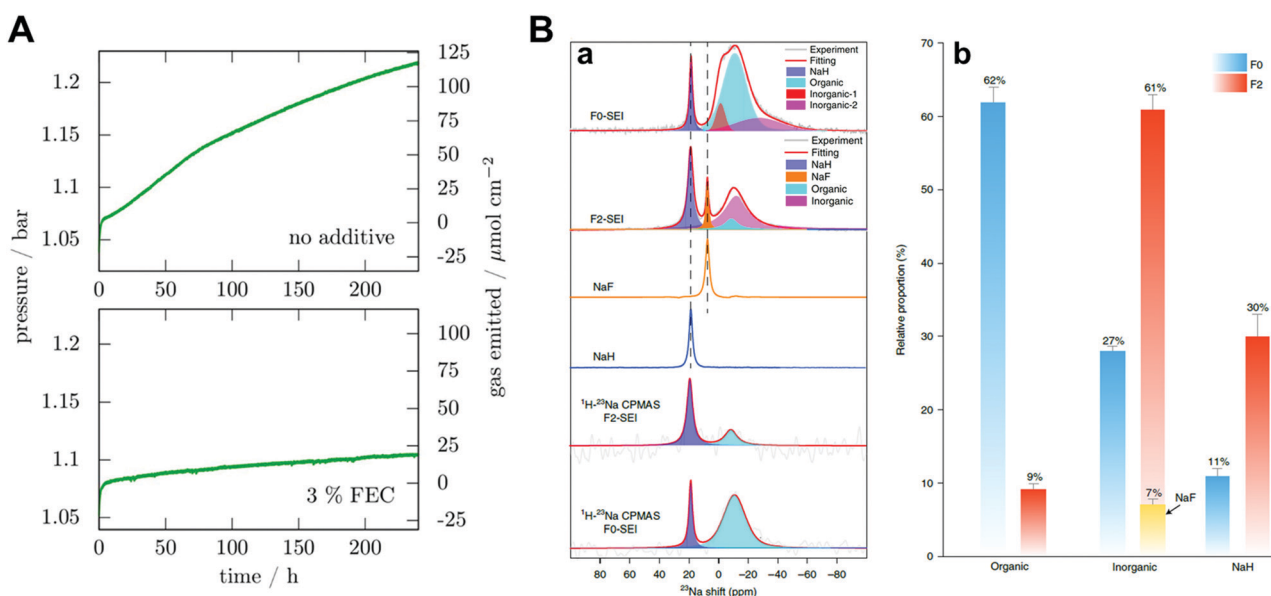 A
pressure / bar
1.2
1.15
1.1
1.05
125
100
75
50
25
0
-25
no additive
0
50
100
150
200
gas emitted / μmol cm⁻²
1.2
1.15
1.1
1.05
100
75
50
25
0
-25
3 % FEC
0
50
100
150
200
time / h
B
a
Experiment
Fitting
NaH
Organic
Inorganic-1
Inorganic-2
F0-SEI
Experiment
Fitting
NaH
NaF
Organic
Inorganic
F2-SEI
NaF
NaH
¹H-²³Na CPMAS
F2-SEI
¹H-²³Na CPMAS
F0-SEI
80 60 40 20 0 −20 −40 −60 −80
²³Na shift (ppm)
b
Relative proportion (%)
70
60
50
40
30
20
10
0
F0
F2
62%
9%
27%
61%
7%
NaF
11%
30%
Organic
Inorganic
NaH